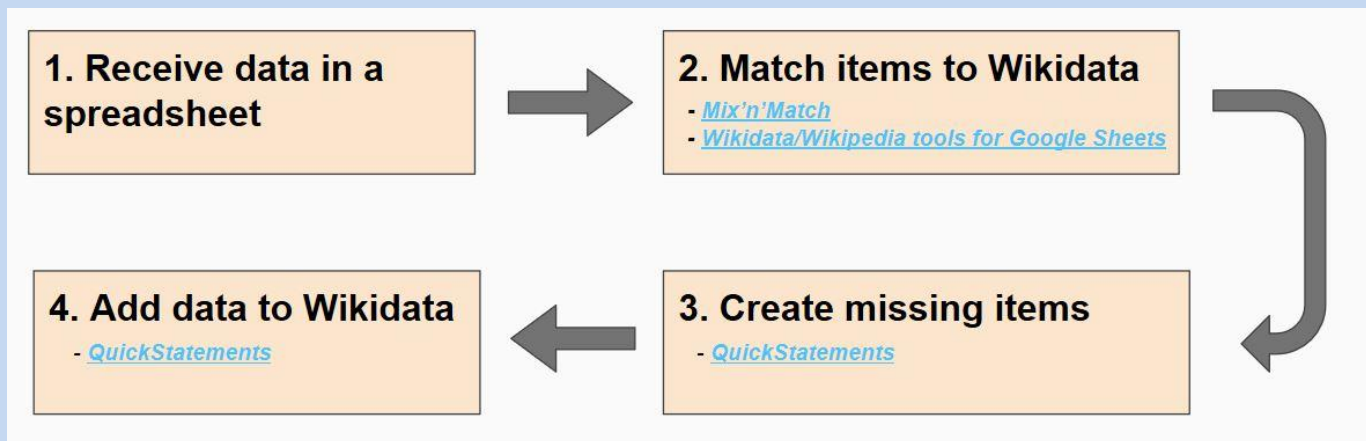 1. Receive data in a
spreadsheet
2. Match items to Wikidata
- Mix’n’Match
- Wikidata/Wikipedia tools for Google Sheets
3. Create missing items
- QuickStatements
4. Add data to Wikidata
- QuickStatements